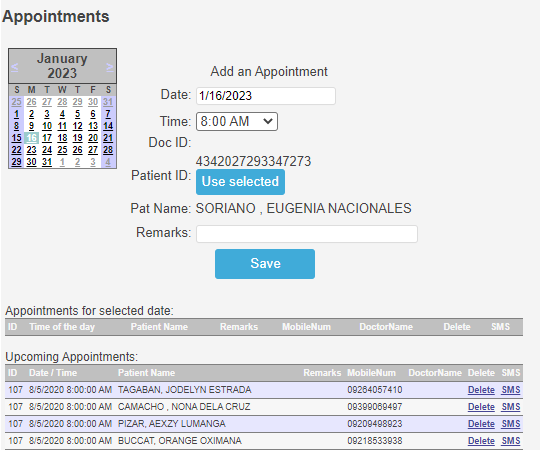 Appointments
< January 2023 >
S M T W T F S
25 26 27 28 29 30 31
1 2 3 4 5 6 7
8 9 10 11 12 13 14
15 16 17 18 19 20 21
22 23 24 25 26 27 28
29 30 31 1 2 3 4
Add an Appointment
Date: 1/16/2023
Time: 8:00 AM
Doc ID:
4342027293347273
Patient ID: Use selected
Pat Name: SORIANO , EUGENIA NACIONALES
Remarks:
Save
Appointments for selected date:
ID Time of the day Patient Name Remarks MobileNum DoctorName Delete SMS
Upcoming Appointments:
ID Date / Time Patient Name Remarks MobileNum DoctorName Delete SMS
107 8/5/2020 8:00:00 AM TAGABAN, JODELYN ESTRADA 09264057410 Delete SMS
107 8/5/2020 8:00:00 AM CAMACHO , NONA DELA CRUZ 09399069497 Delete SMS
107 8/5/2020 8:00:00 AM PIZAR, AEXZY LUMANGA 09209498923 Delete SMS
107 8/5/2020 8:00:00 AM BUCCAT, ORANGE OXIMANA 09218533938 Delete SMS